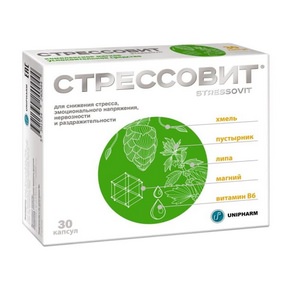 СТРЕССОВИТ®
STRESSOVIT
для снижения стресса,
эмоционального напряжения,
нервозности
и раздражительности
хмель
пустырник
липа
магний
витамин В6
30
капсул
UNIPHARM